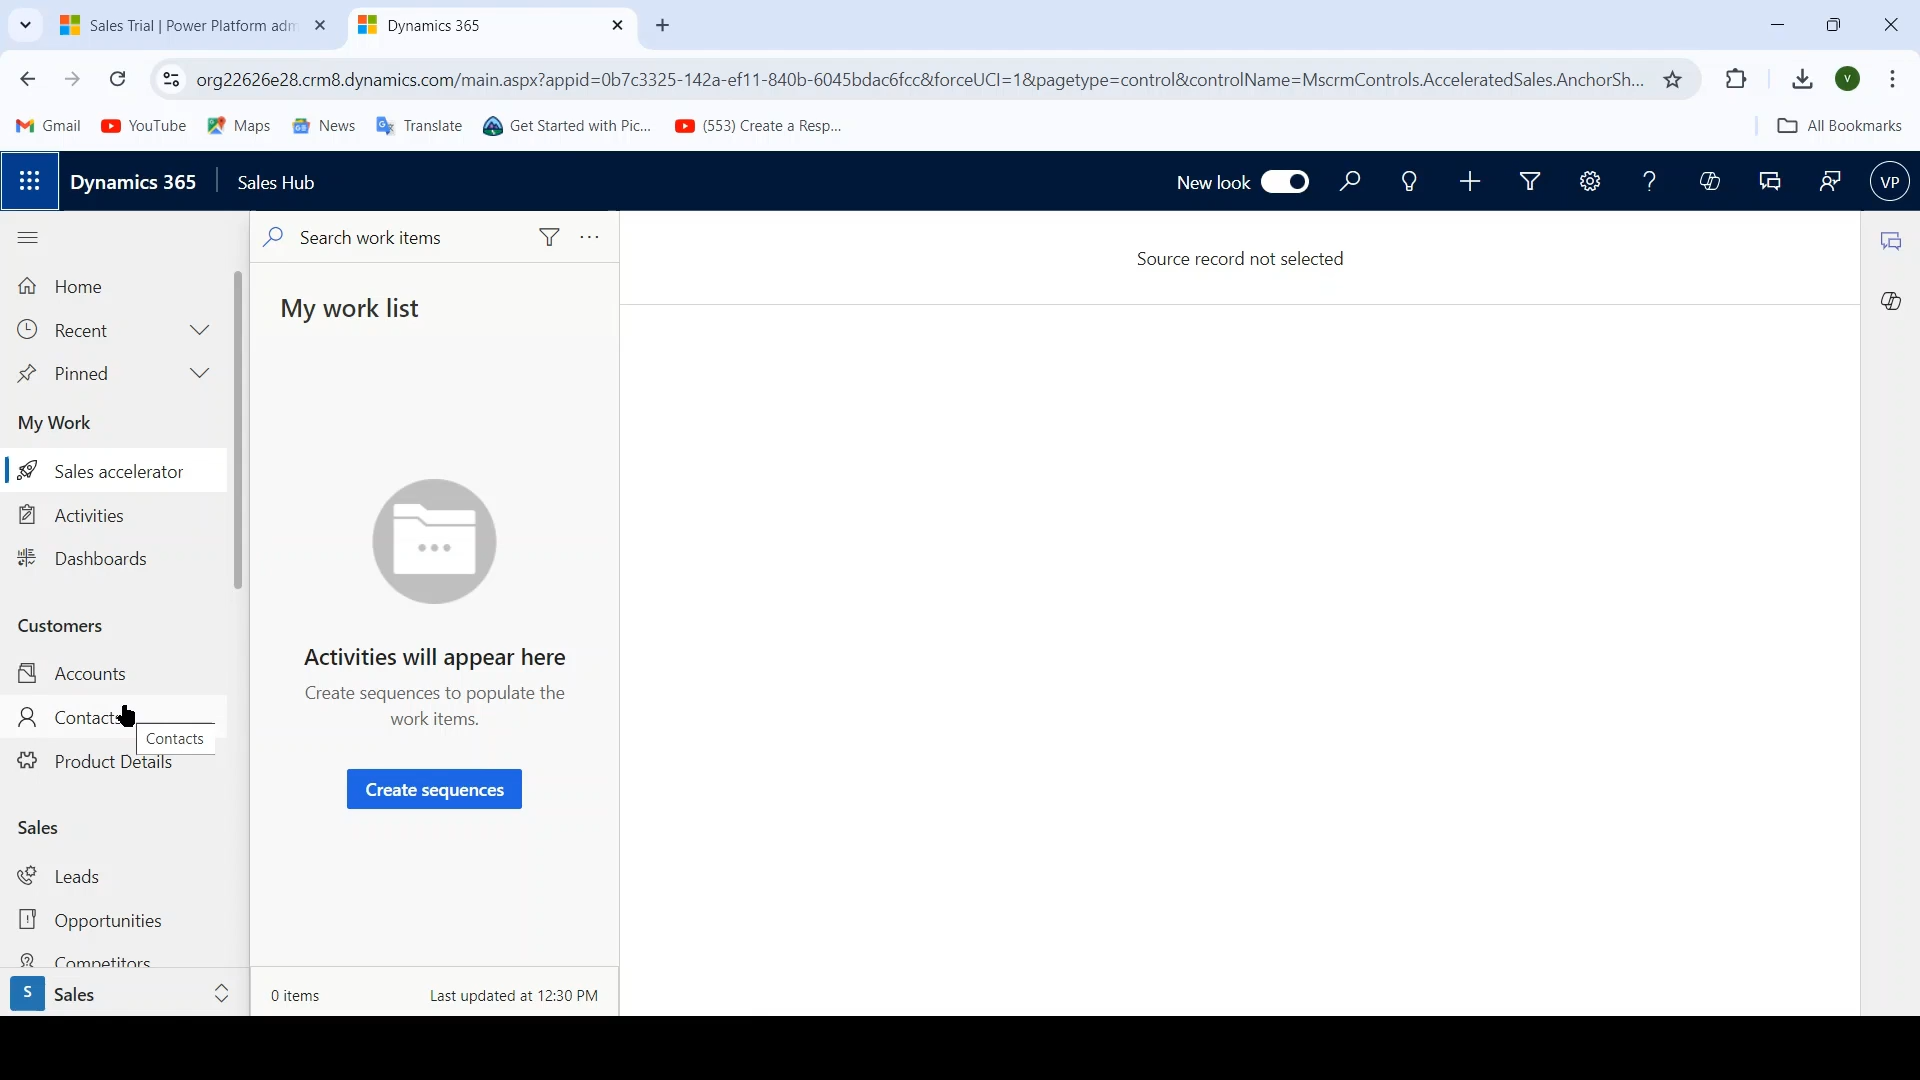 Sales Trial | Power Platform adm
Dynamics 365
org22626e28.crm8.dynamics.com/main.aspx?appid=0b7c3325-142a-ef11-840b-6045bdac6fcc&forceUCI=1&pagetype=control&controlName=MscrmControls.AcceleratedSales.AnchorSh...
V
Gmail
YouTube
Maps
News
Translate
Get Started with Pic...
(553) Create a Resp...
All Bookmarks
Dynamics 365
Sales Hub
New look
VP
Home
Recent
Pinned
My Work
Sales accelerator
Activities
Dashboards
Customers
Accounts
Contacts
Contacts
Product Details
Sales
Leads
Opportunities
Competitors
S
Sales
Search work items
My work list
Activities will appear here
Create sequences to populate the
work items.
Create sequences
0 items
Last updated at 12:30 PM
Source record not selected